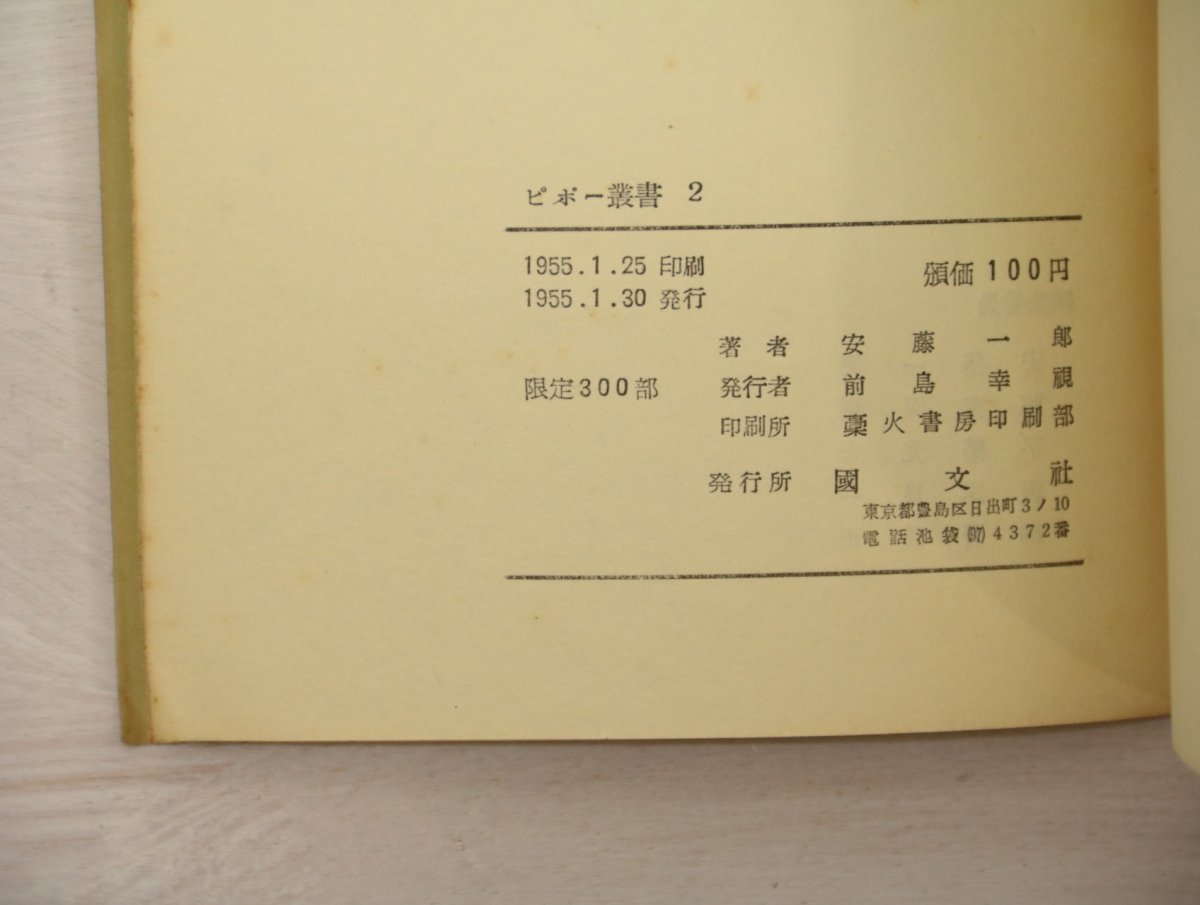 ピポー叢書 2
1955.1.25 印刷
1955.1.30 発行
頒価 100円
著者 安藤一郎
限定300部 発行者 前島幸視
印刷所 藁火書房印刷部
発行所 國文社
東京都豊島区日出町3ノ10
電話池袋(97)4372番